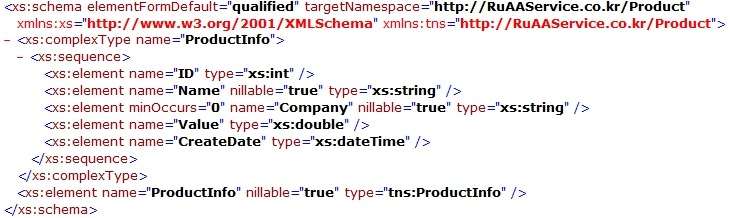 <xs:schema elementFormDefault="qualified" targetNamespace="http://RuAAService.co.kr/Product"
xmlns:xs="http://www.w3.org/2001/XMLSchema" xmlns:tns="http://RuAAService.co.kr/Product">
- <xs:complexType name="ProductInfo">
- <xs:sequence>
<xs:element name="ID" type="xs:int" />
<xs:element name="Name" nillable="true" type="xs:string" />
<xs:element minOccurs="0" name="Company" nillable="true" type="xs:string" />
<xs:element name="Value" type="xs:double" />
<xs:element name="CreateDate" type="xs:dateTime" />
</xs:sequence>
</xs:complexType>
<xs:element name="ProductInfo" nillable="true" type="tns:ProductInfo" />
</xs:schema>